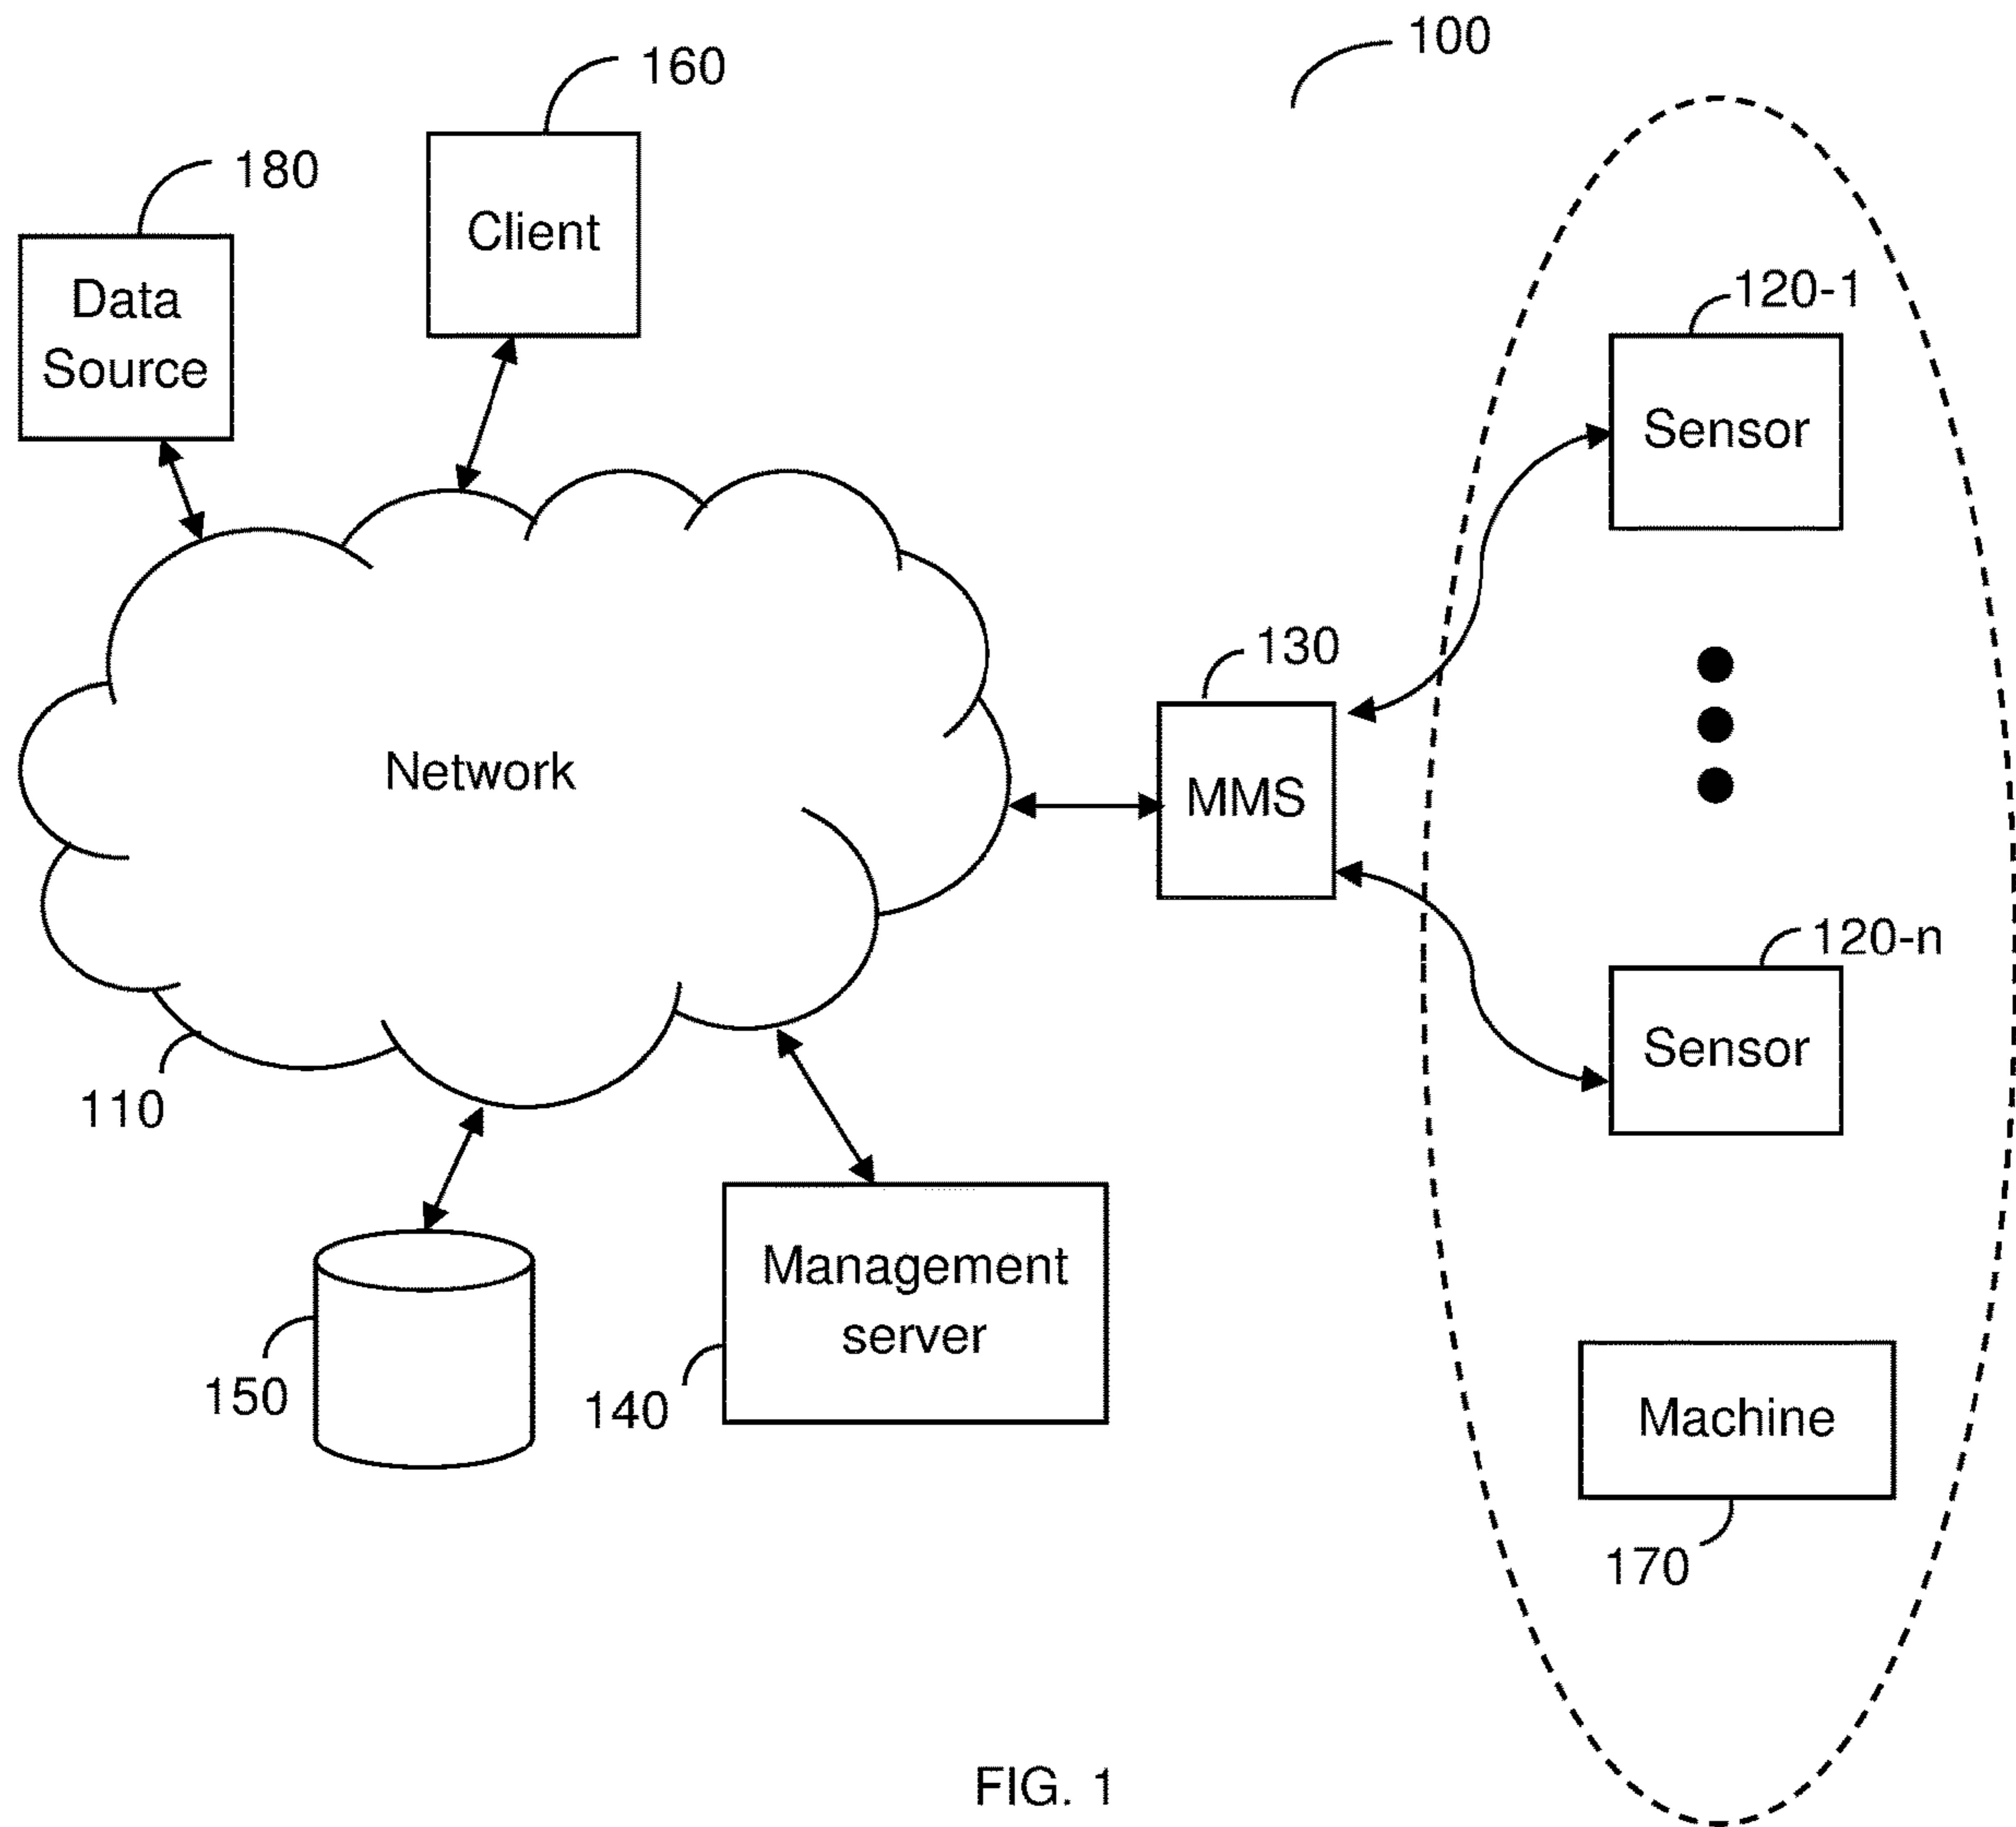 100
160
180
Client
Data
Source
120-1
Sensor
130
Network
MMS
120-n
Sensor
110
Management
server
150
140
Machine
170
FIG. 1